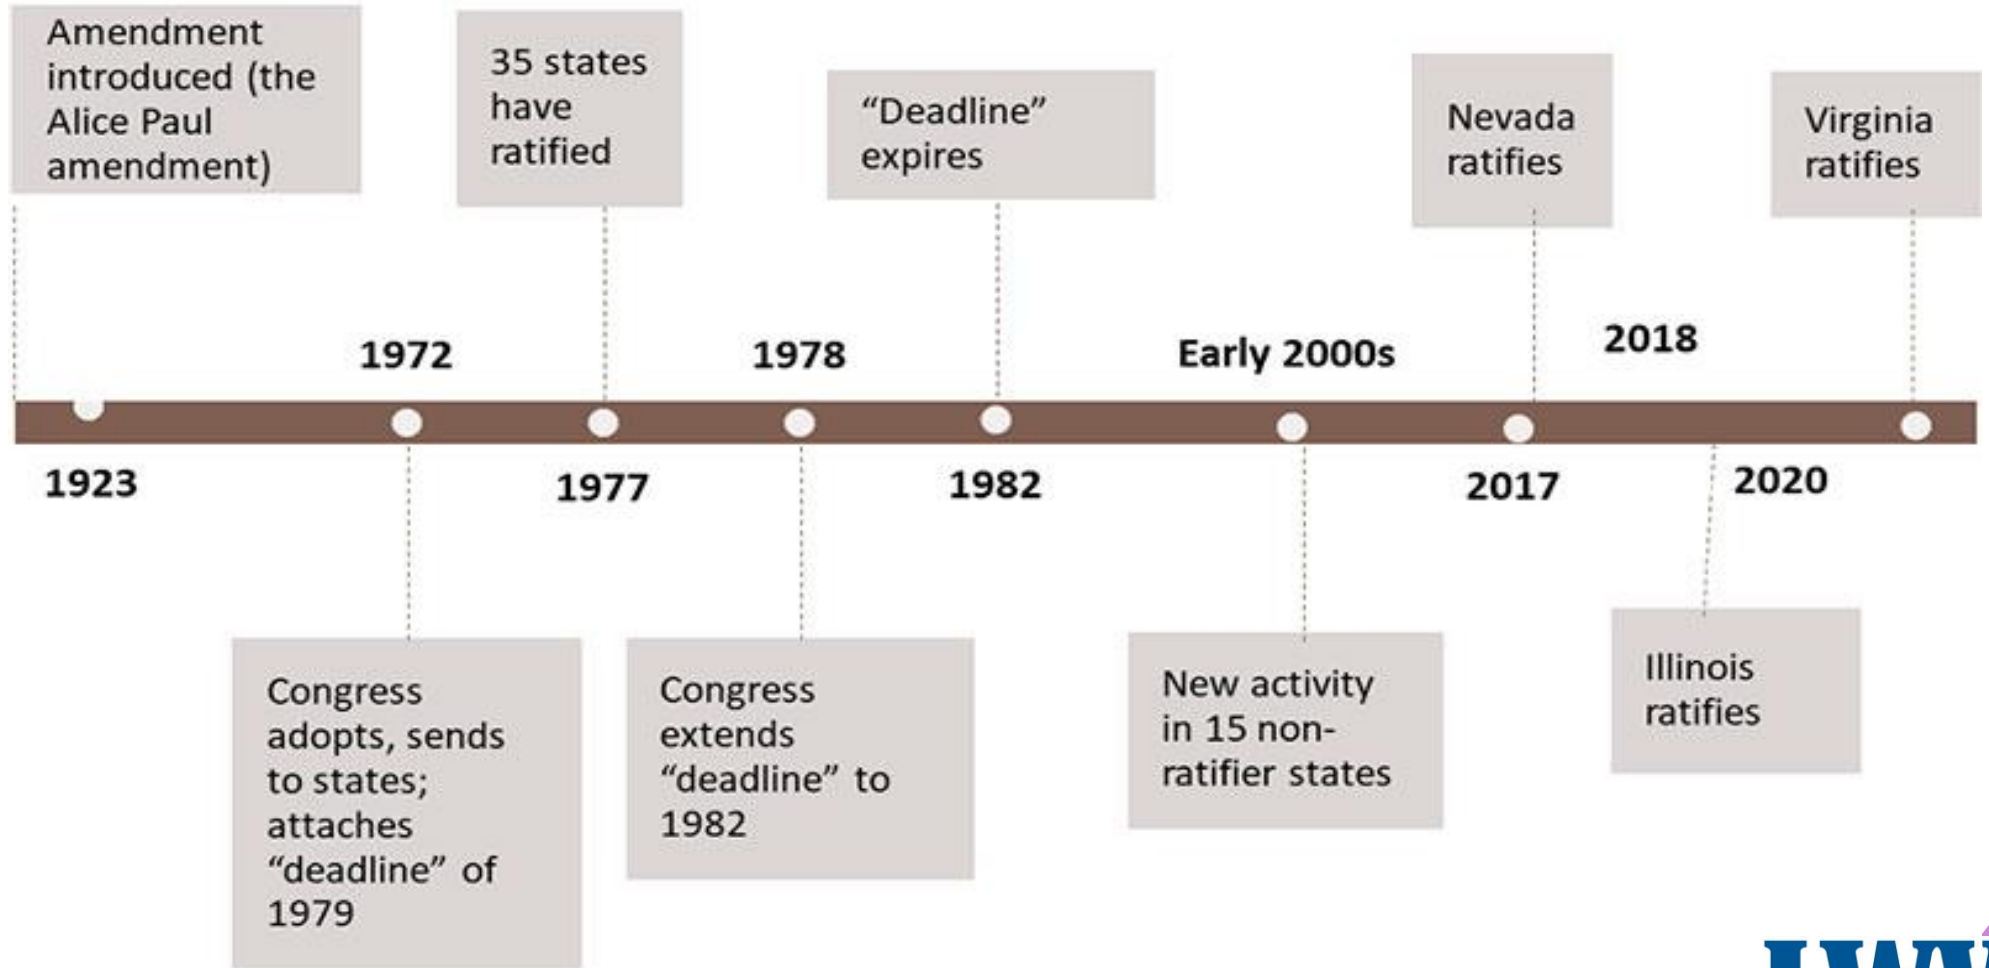 Amendment
introduced (the
Alice Paul
amendment)
35 states
have
ratified
“Deadline”
expires
Nevada
ratifies
Virginia
ratifies
1972
1978
Early 2000s
2018
1923
1977
1982
2017
2020
Congress
adopts, sends
to states;
attaches
“deadline” of
1979
Congress
extends
“deadline” to
1982
New activity
in 15 non-
ratifier states
Illinois
ratifies